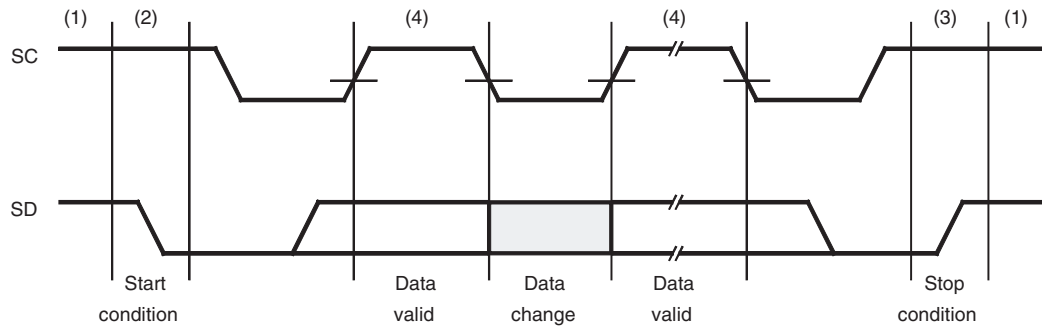 (1) (2) (4) (4) (3) (1)
SC
SD
Start condition
Data valid
Data change
Data valid
Stop condition